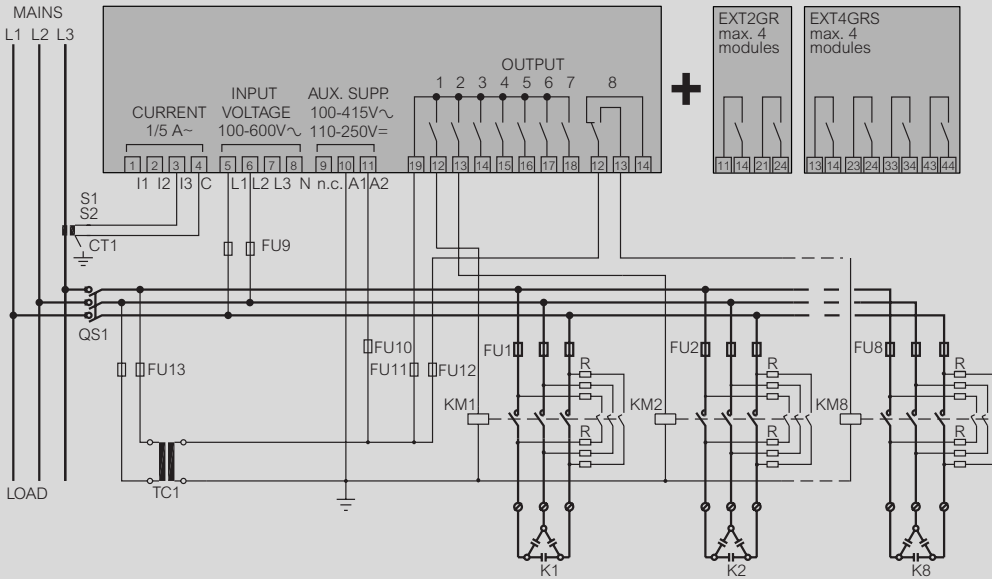 MAINS
L1 L2 L3
CURRENT
1/5 A~
INPUT
VOLTAGE
100-600V~
AUX. SUPP.
100-415V~
110-250V=
OUTPUT
1 2 3 4 5 6 7 8
1 2 3 4 5 6 7 8 9 10 11 19 12 13 14 15 16 17 18 12 13 14
I1 I2 I3 C L1 L2 L3 N n.c. A1 A2
+
EXT2GR
max. 4
modules
11 14 21 24
EXT4GRS
max. 4
modules
13 14 23 24 33 34 43 44
S1
S2
CT1
FU9
QS1
FU13
FU10
FU11
FU12
FU1
FU2
FU8
R
R
R
R
R
R
KM1
KM2
KM8
TC1
LOAD
K1
K2
K8